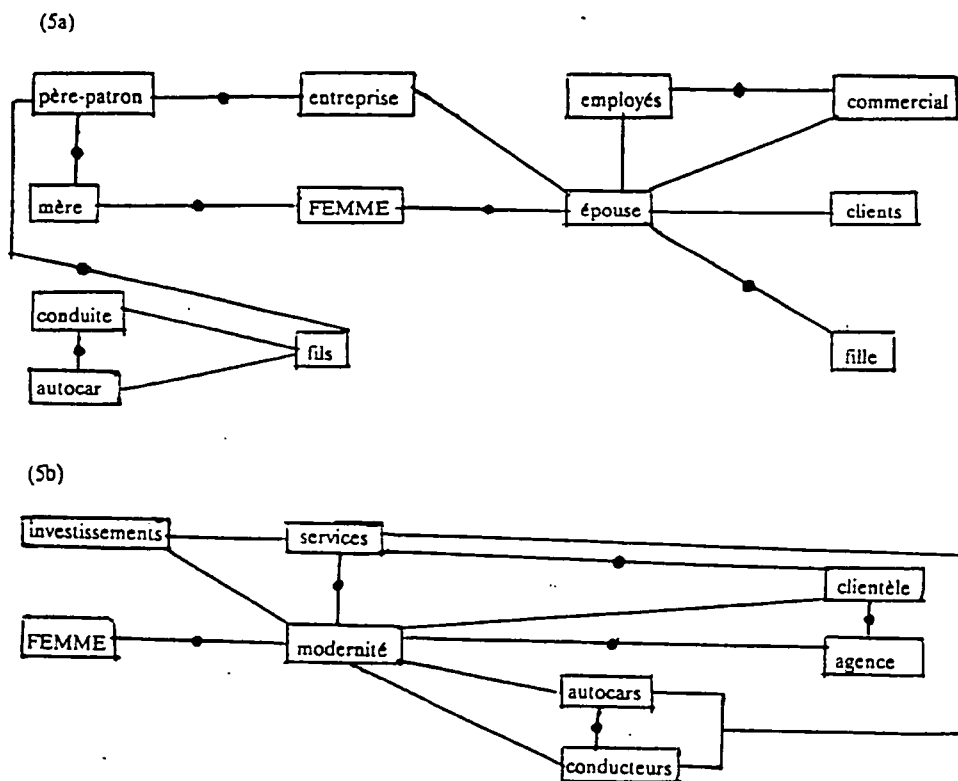 (5a)
père-patron entreprise employés commercial
mère FEMME épouse clients
conduite fils fille
autocar
(5b)
investissements services
clientèle
FEMME modernité agence
autocars
conducteurs